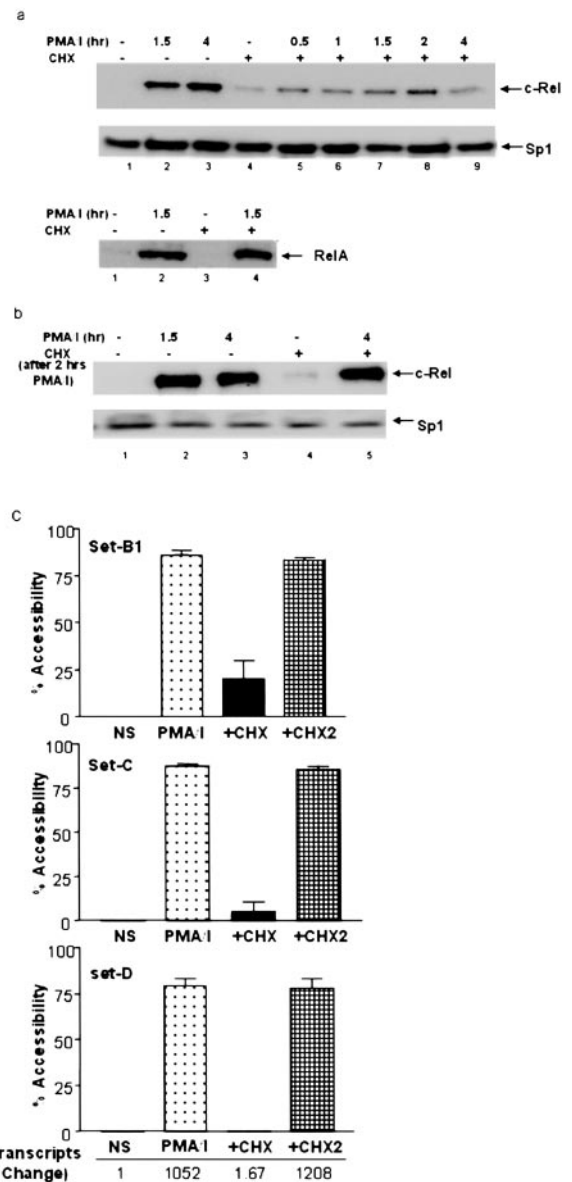 a
PMA I (hr) - 1.5 4 - 0.5 1 1.5 2 4
CHX - - - + + + + + +
c-Rel
Sp1
1 2 3 4 5 6 7 8 9
PMA I (hr) - 1.5 - 1.5
CHX - - + +
RelA
1 2 3 4
b
PMA I (hr) - 1.5 4 - 4
CHX - - - + +
(after 2 hrs
PMA I)
c-Rel
Sp1
1 2 3 4 5
C
100
Set-B1
75
50
25
0
% Accessibility
NS PMA/I +CHX +CHX2
100
Set-C
75
50
25
0
% Accessibility
NS PMA/I +CHX +CHX2
100
set-D
75
50
25
0
% Accessibility
ranscripts NS PMA/I +CHX +CHX2
Change) 1 1052 1.67 1208